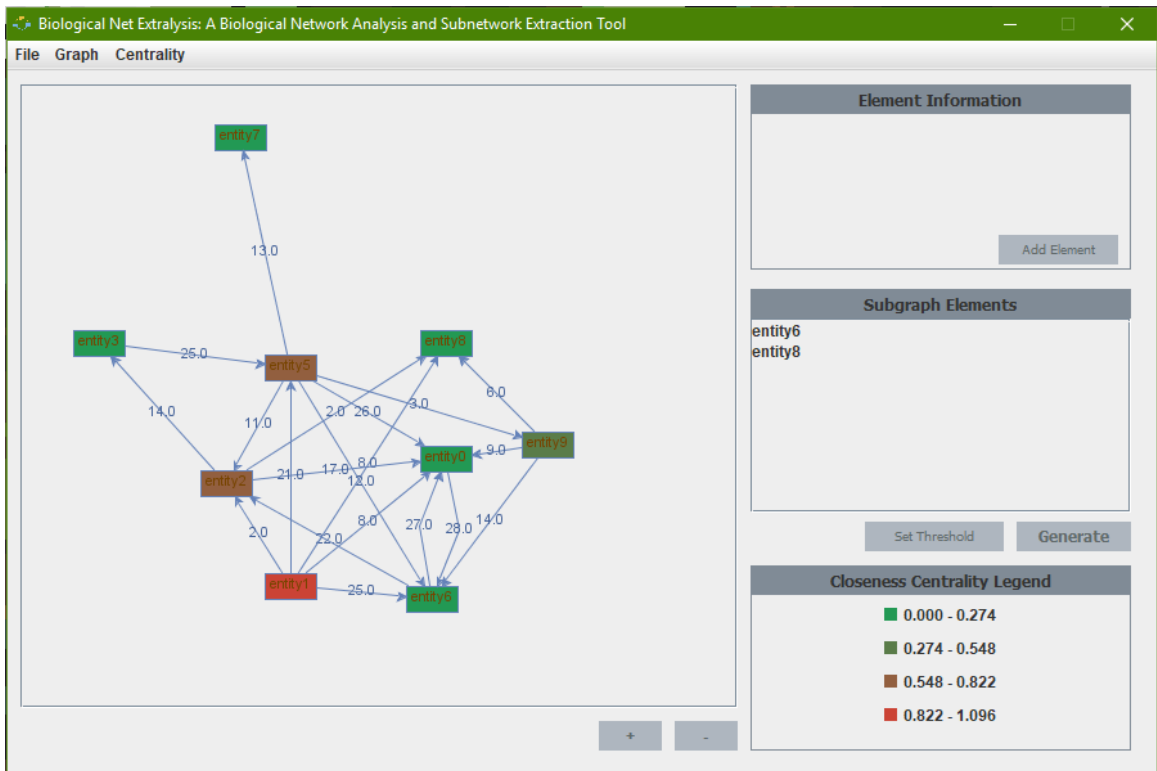 Biological Net Extralysis: A Biological Network Analysis and Subnetwork Extraction Tool
File Graph Centrality
entity7
13.0
entity3
25.0
entity5
entity8
14.0
11.0
2.0
26.0
3.0
6.0
entity9
9.0
entity0
entity2
21.0
17.0
8.0
12.0
2.0
22.0
8.0
27.0
28.0
14.0
entity1
25.0
entity6
+
-
Element Information
Add Element
Subgraph Elements
entity6
entity8
Set Threshold
Generate
Closeness Centrality Legend
0.000 - 0.274
0.274 - 0.548
0.548 - 0.822
0.822 - 1.096